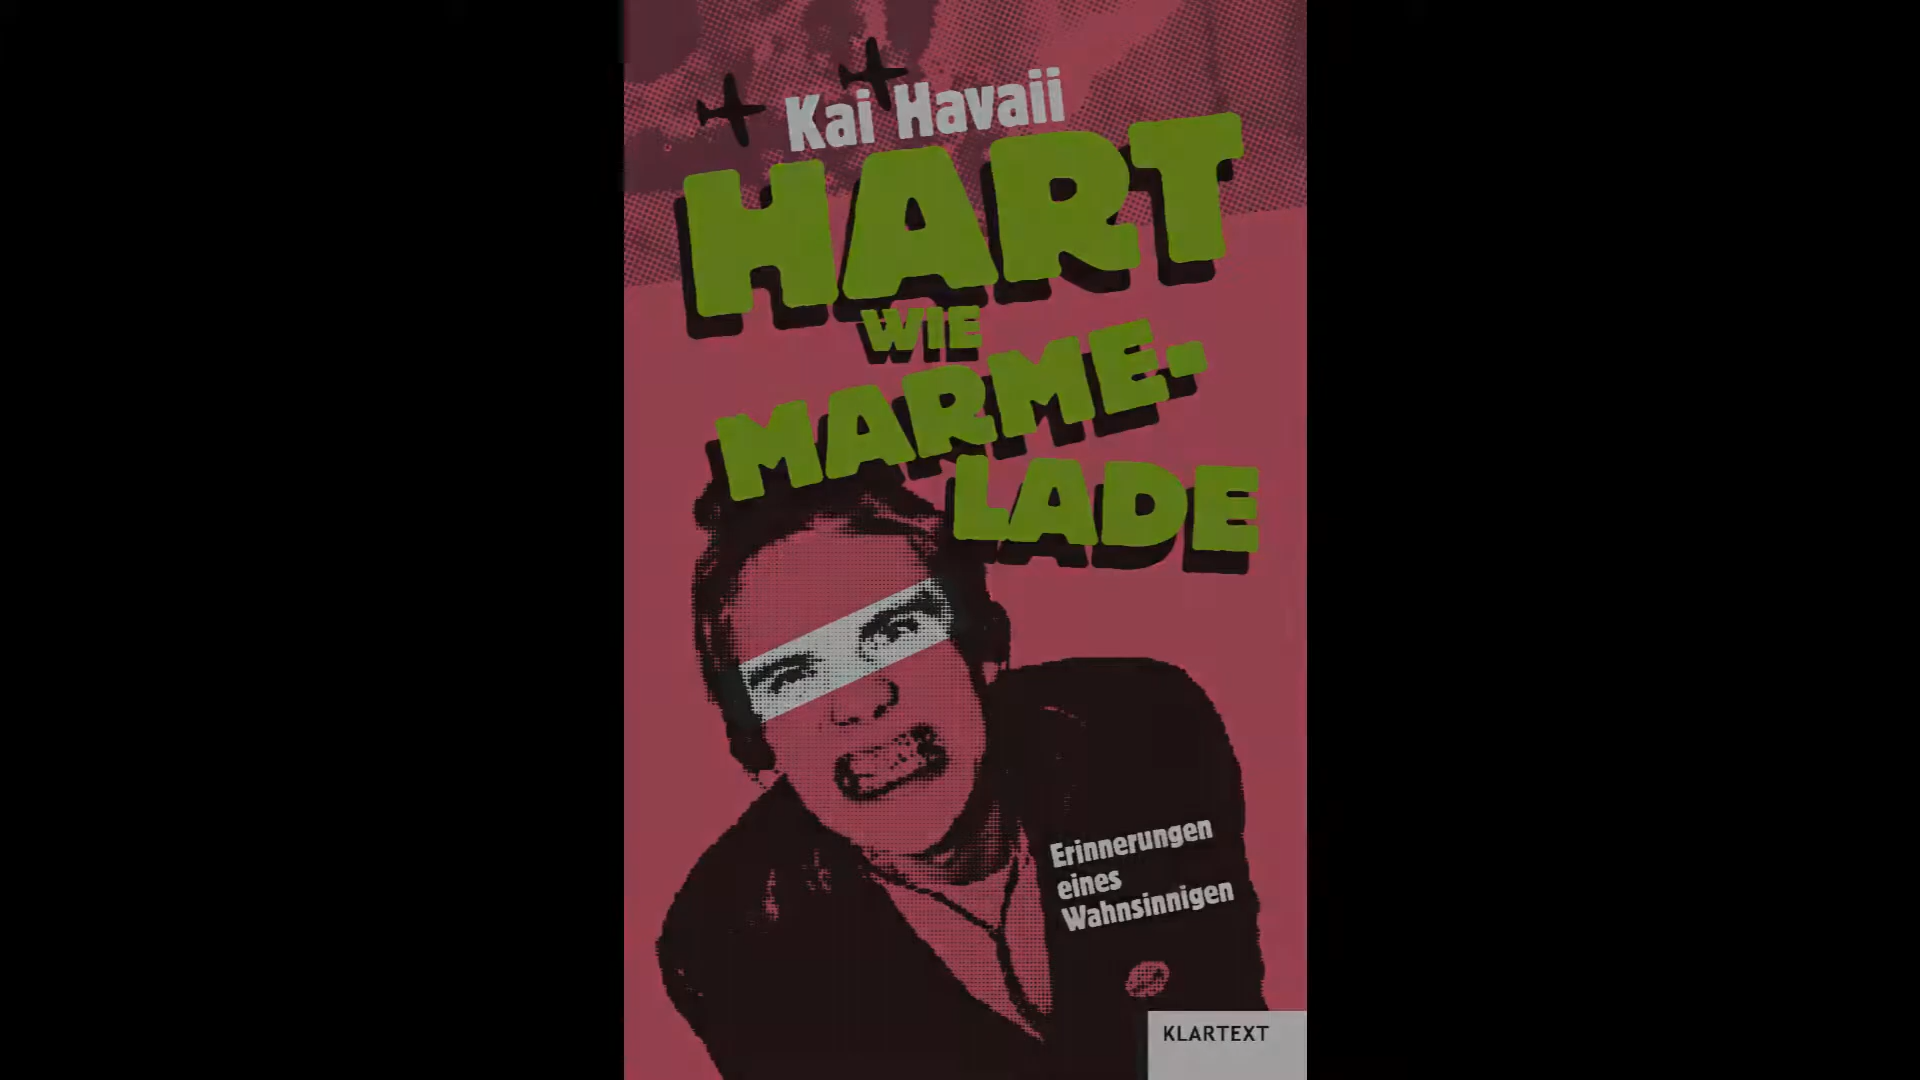 Kai Havaii
HART
WIE
MARME-
LADE
Erinnerungen
eines
Wahnsinnigen
KLARTEXT